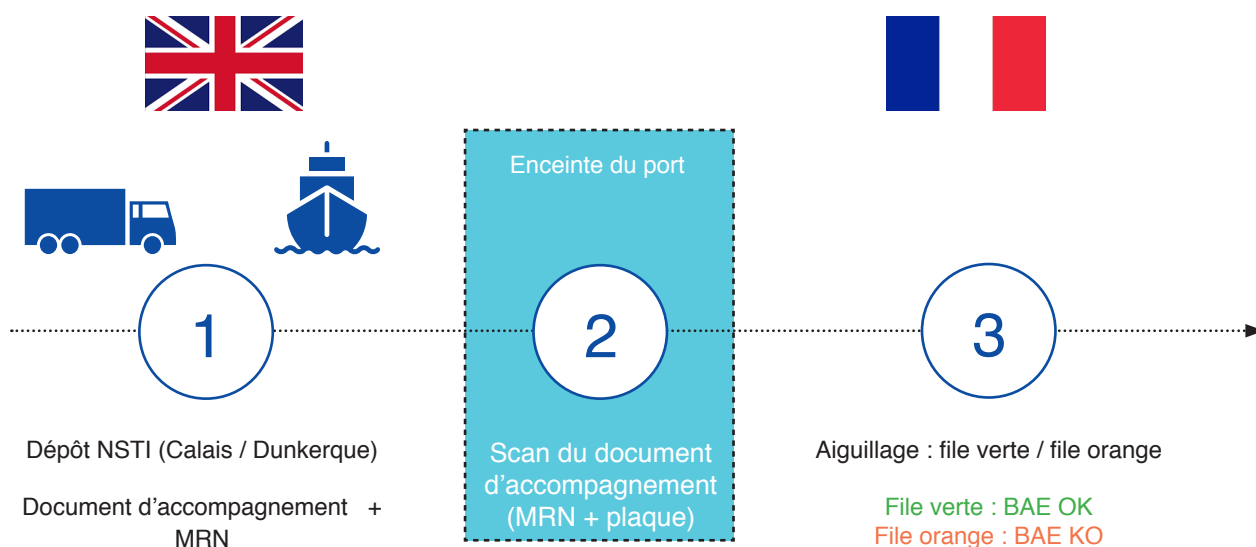 Enceinte du port
1
2
3
Dépôt NSTI (Calais / Dunkerque)
Document d’accompagnement +
MRN
Scan du document
d’accompagnement
(MRN + plaque)
Aiguillage : file verte / file orange
File verte : BAE OK
File orange : BAE KO